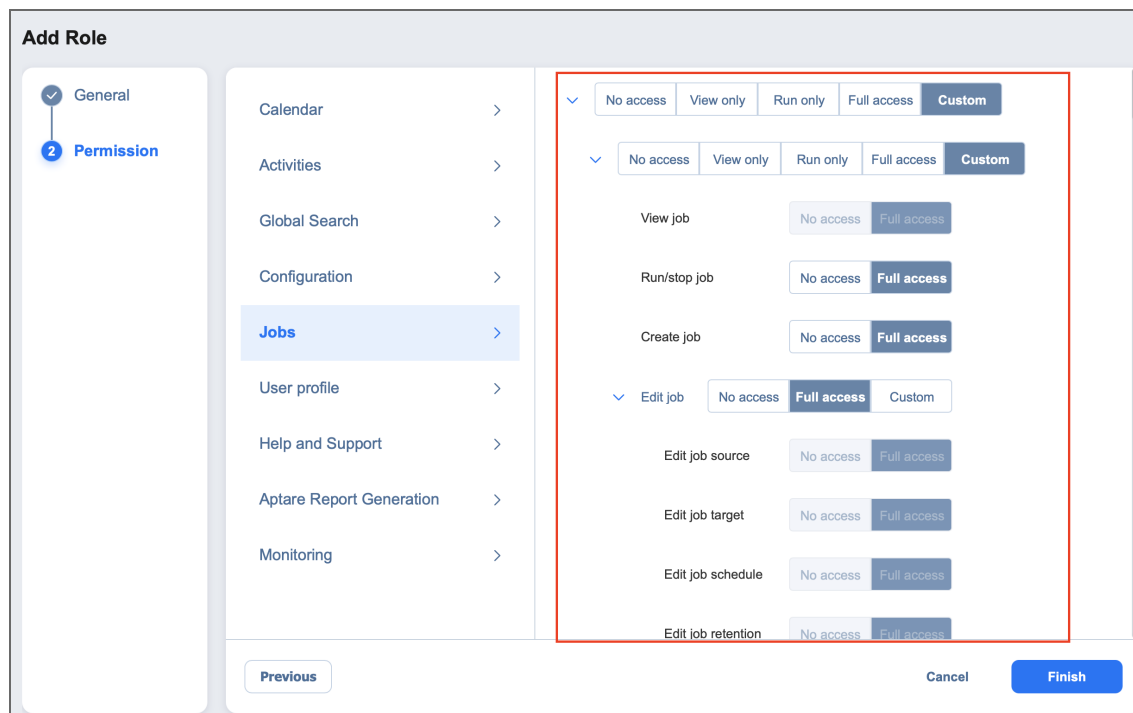 Add Role
General
2 Permission
Calendar
Activities
Global Search
Configuration
Jobs
User profile
Help and Support
Aptare Report Generation
Monitoring
No access View only Run only Full access Custom
No access View only Run only Full access Custom
View job No access Full access
Run/stop job No access Full access
Create job No access Full access
Edit job No access Full access Custom
Edit job source No access Full access
Edit job target No access Full access
Edit job schedule No access Full access
Edit job retention No access Full access
Previous Cancel Finish